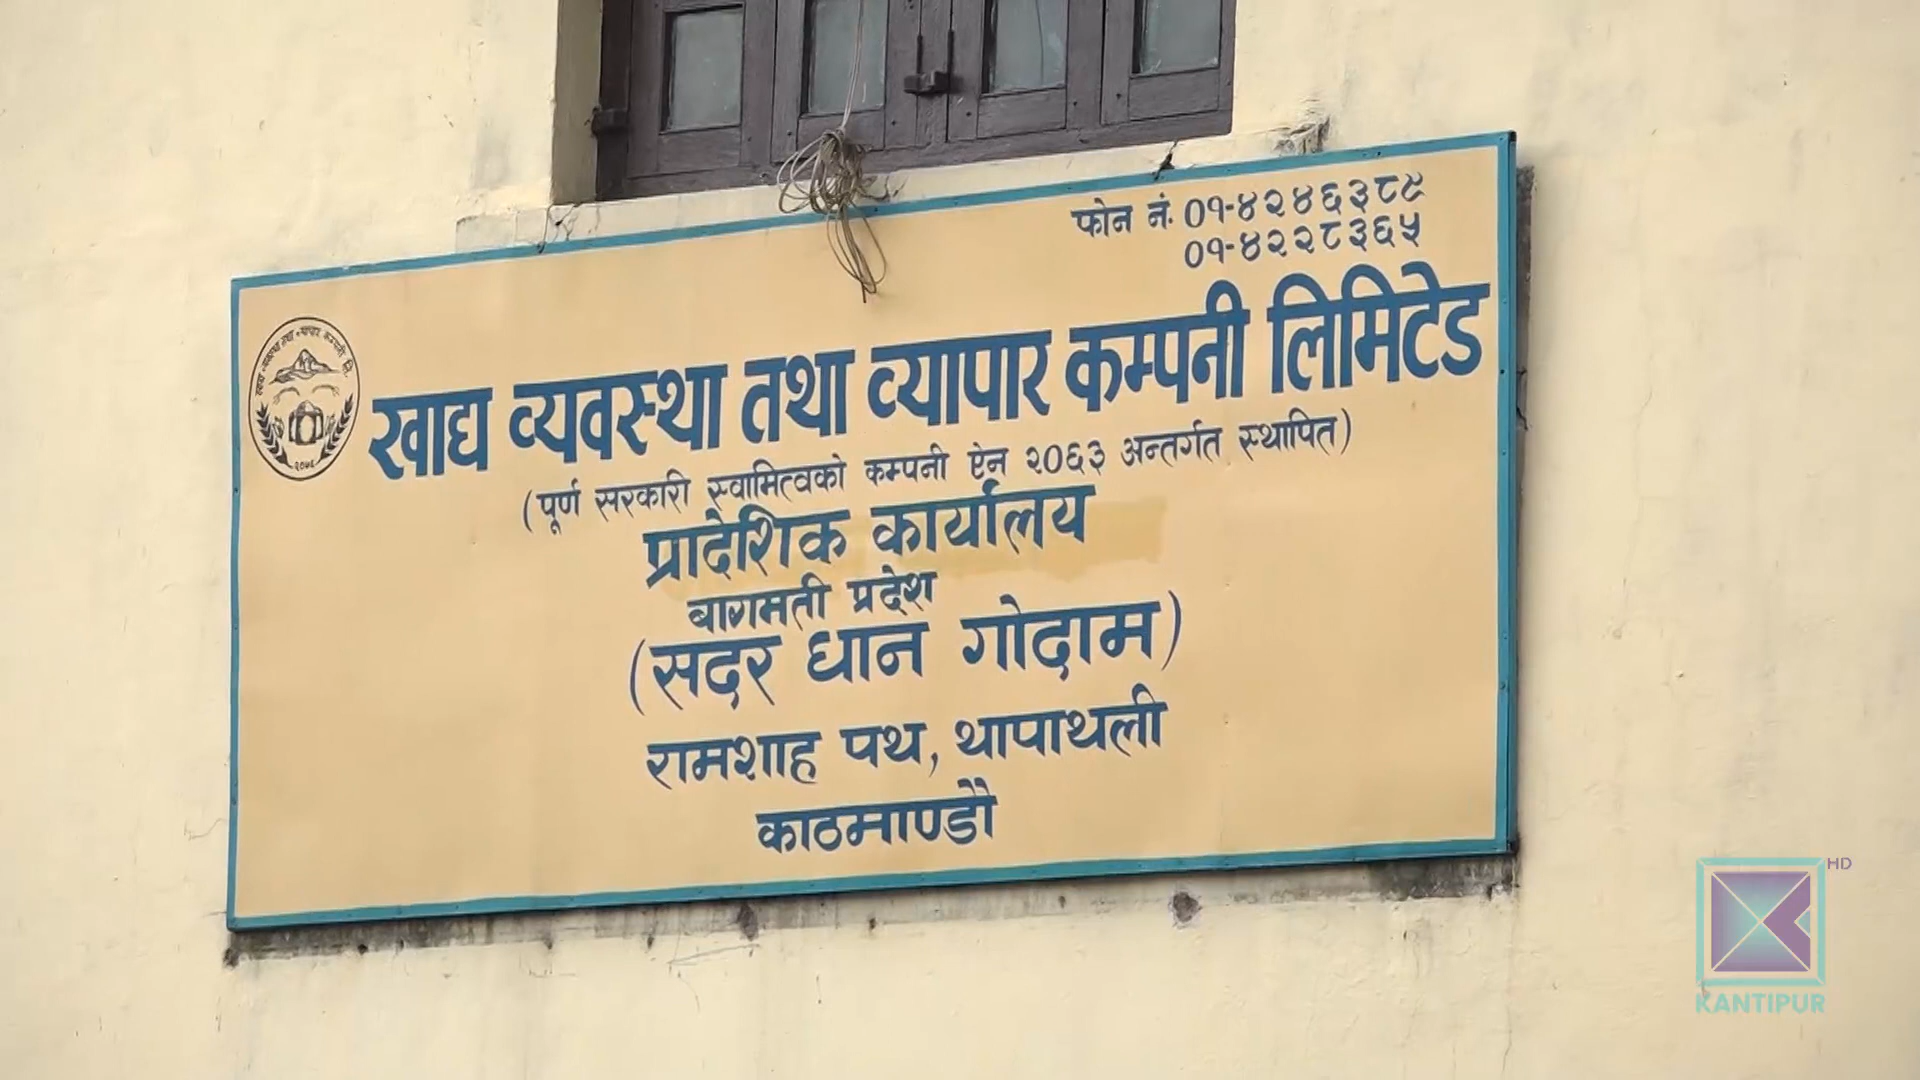 फोन नं. ०१-४२४६३८९
०१-४२२८३६५
खाद्य व्यवस्था तथा व्यापार कम्पनी लिमिटेड
(पूर्ण सरकारी स्वामित्वको कम्पनी ऐन २०६३ अन्तर्गत स्थापित)
प्रादेशिक कार्यालय
बागमती प्रदेश
(सदर धान गोदाम)
रामशाह पथ, थापाथली
काठमाण्डौ
HD
KANTIPUR